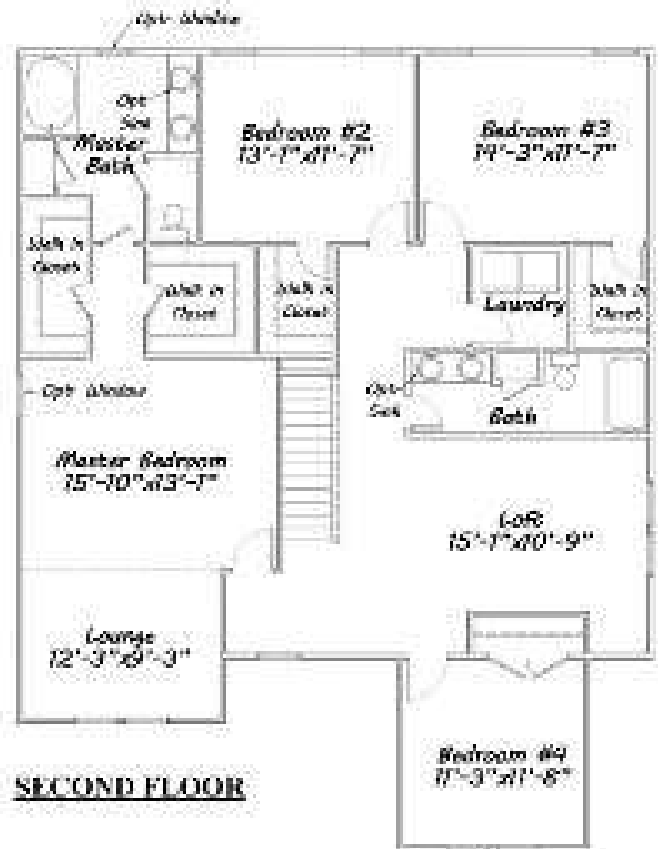 Opt. Window
Opt.
Sink
Master
Bath
Bedroom #2
13'-1"x11'-7"
Bedroom #3
14'-3"x11'-7"
Walk In
Closet
Walk In
Closet
Walk In
Closet
Laundry
Walk In
Closet
Opt. Window
Opt.
Sink
Bath
Master Bedroom
15'-10"x13'-1"
Loft
15'-1"x10'-9"
Lounge
12'-3"x9'-3"
Bedroom #4
11'-3"x11'-8"
SECOND FLOOR